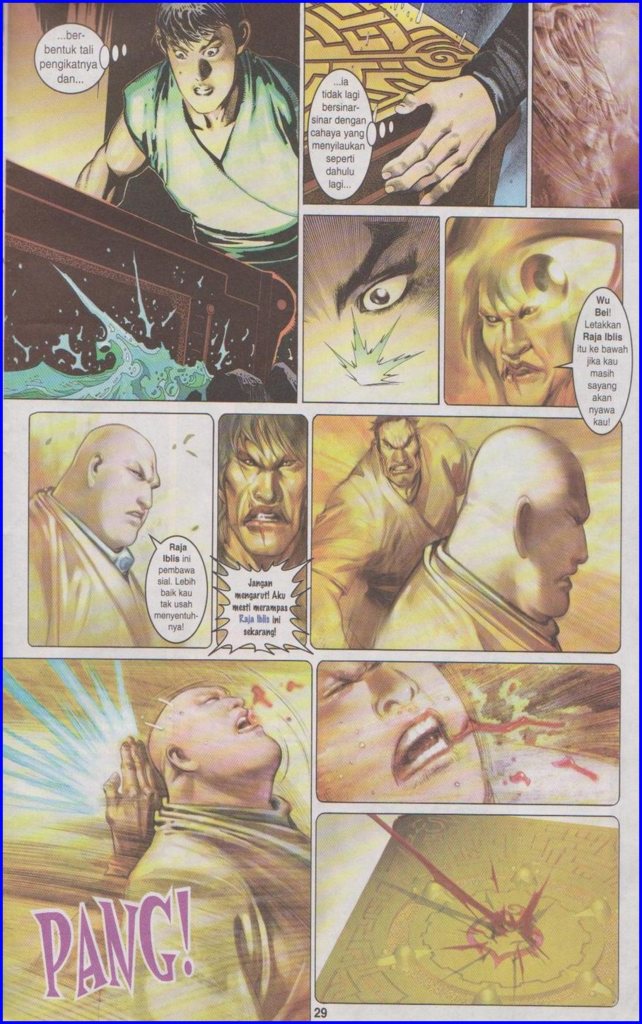 ...ber-
bentuk tali
pengikatnya
dan...
...ia
tidak lagi
bersinar-
sinar dengan
cahaya yang
menyilaukan
seperti
dahulu
lagi...
Wu
Bei!
Letakkan
Raja Iblis
itu ke bawah
jika kau
masih
sayang
akan
nyawa
kau!
Raja
Iblis ini
pembawa
sial. Lebih
baik kau
tak usah
menyentuh-
nya!
Jangan
mengarut! Aku
mesti merampas
Raja Iblis ini
sekarang!
PANG!
29